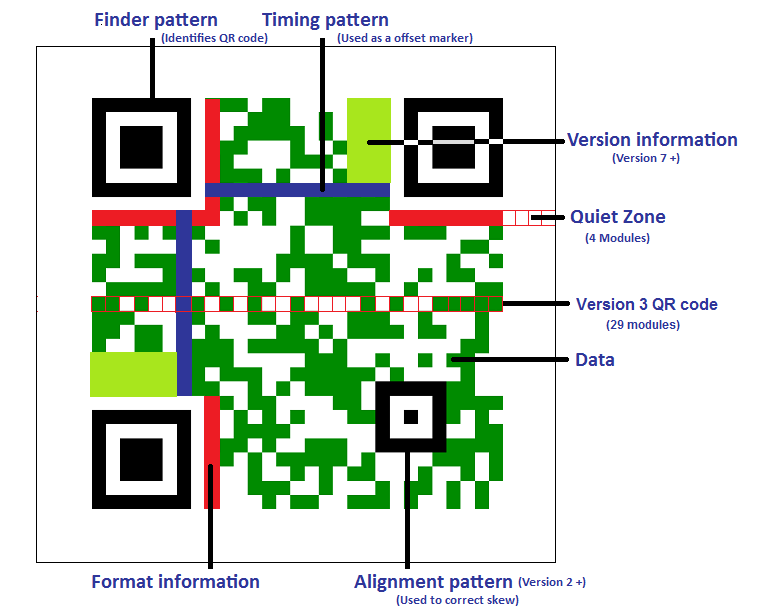 Finder pattern
(Identifies QR code)
Timing pattern
(Used as a offset marker)
Version information
(Version 7 +)
Quiet Zone
(4 Modules)
Version 3 QR code
(29 modules)
Data
Format information
Alignment pattern (Version 2 +)
(Used to correct skew)